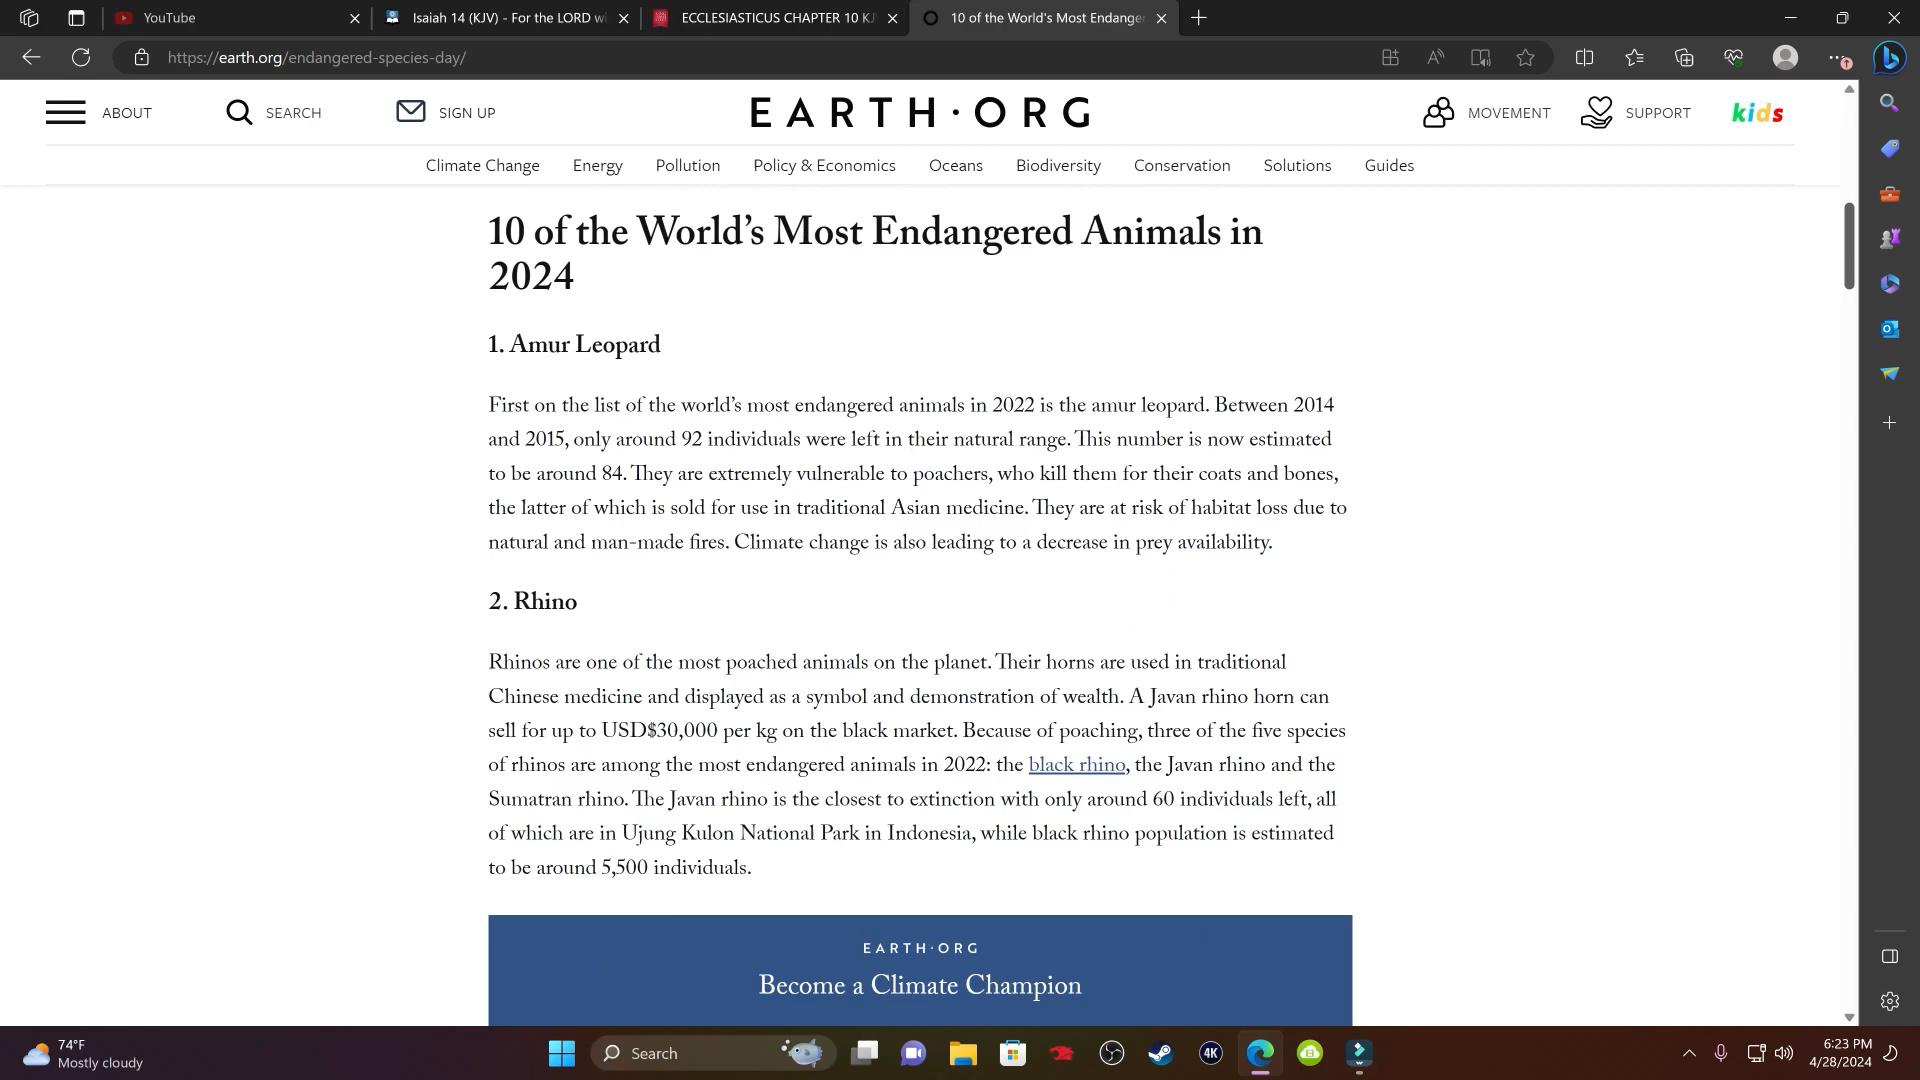 YouTube
Isaiah 14 (KJV) - For the LORD wi
ECCLESIASTICUS CHAPTER 10 KJ
10 of the World's Most Endanger
https://earth.org/endangered-species-day/
ABOUT
SEARCH
SIGN UP
EARTH·ORG
MOVEMENT
SUPPORT
kids
Climate Change
Energy
Pollution
Policy & Economics
Oceans
Biodiversity
Conservation
Solutions
Guides
10 of the World’s Most Endangered Animals in
2024
1. Amur Leopard
First on the list of the world’s most endangered animals in 2022 is the amur leopard. Between 2014
and 2015, only around 92 individuals were left in their natural range. This number is now estimated
to be around 84. They are extremely vulnerable to poachers, who kill them for their coats and bones,
the latter of which is sold for use in traditional Asian medicine. They are at risk of habitat loss due to
natural and man-made fires. Climate change is also leading to a decrease in prey availability.
2. Rhino
Rhinos are one of the most poached animals on the planet. Their horns are used in traditional
Chinese medicine and displayed as a symbol and demonstration of wealth. A Javan rhino horn can
sell for up to USD$30,000 per kg on the black market. Because of poaching, three of the five species
of rhinos are among the most endangered animals in 2022: the black rhino, the Javan rhino and the
Sumatran rhino. The Javan rhino is the closest to extinction with only around 60 individuals left, all
of which are in Ujung Kulon National Park in Indonesia, while black rhino population is estimated
to be around 5,500 individuals.
EARTH·ORG
Become a Climate Champion
74°F
Mostly cloudy
Search
4K
6:23 PM
4/28/2024